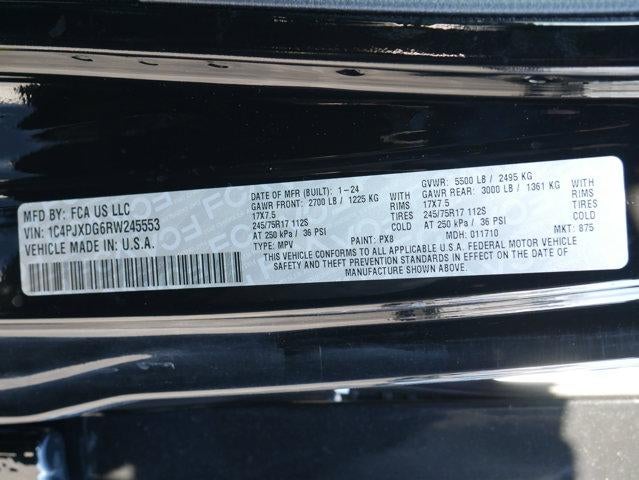 MFD BY: FCA US LLC
VIN: 1C4PJXDG6RW245553
VEHICLE MADE IN U.S.A.
DATE OF MFR (BUILT): 1-24 GVWR: 5500 LB / 2495 KG
GAWR FRONT: 2700 LB / 1225 KG WITH GAWR REAR: 3000 LB / 1361 KG WITH
17X7.5 RIMS 17X7.5 RIMS
245/75R17 112S TIRES 245/75R17 112S TIRES
AT 250 kPa / 36 PSI AT 250 kPa / 36 PSI
TYPE: MPV PAINT: PX8 MDH: 011710 MKT: 875
THIS VEHICLE CONFORMS TO ALL APPLICABLE U.S.A. FEDERAL MOTOR VEHICLE
SAFETY AND THEFT PREVENTION STANDARDS IN EFFECT ON THE DATE OF
MANUFACTURE SHOWN ABOVE.